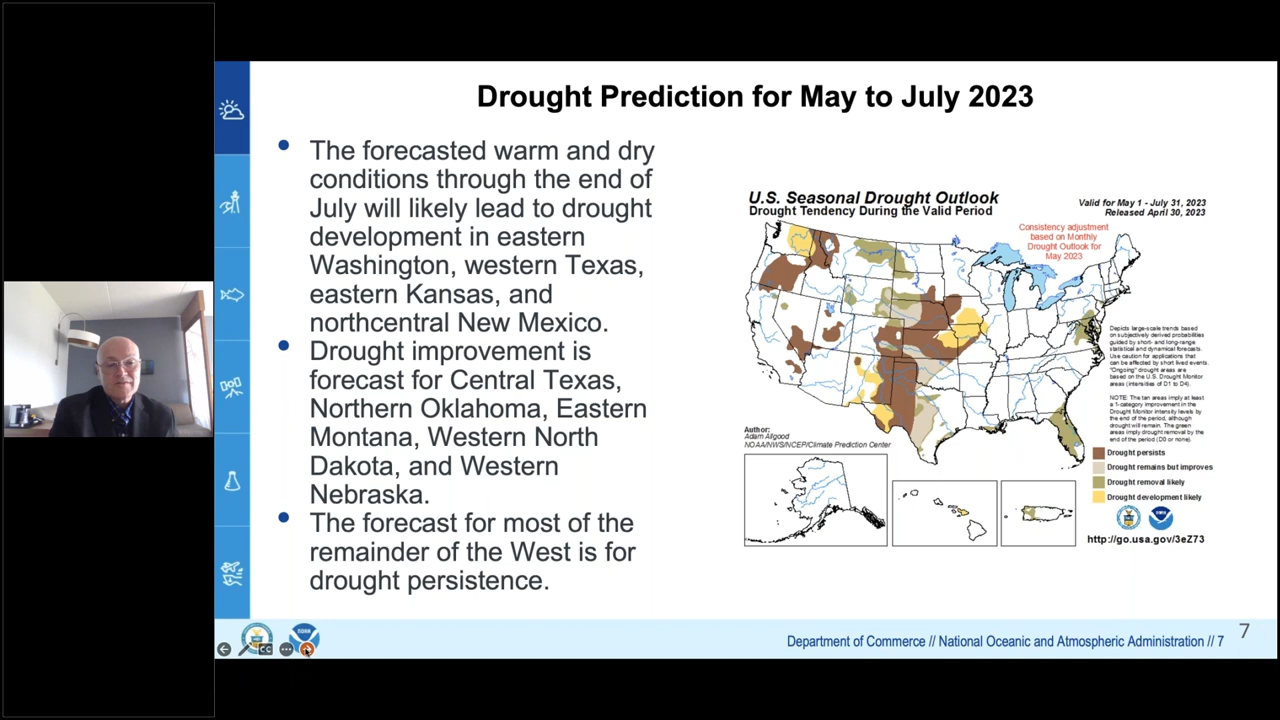 Drought Prediction for May to July 2023
The forecasted warm and dry
conditions through the end of
July will likely lead to drought
development in eastern
Washington, western Texas,
eastern Kansas, and
northcentral New Mexico.
Drought improvement is
forecast for Central Texas,
Northern Oklahoma, Eastern
Montana, Western North
Dakota, and Western
Nebraska.
The forecast for most of the
remainder of the West is for
drought persistence.
U.S. Seasonal Drought Outlook
Drought Tendency During the Valid Period
Valid for May 1 - July 31, 2023
Released April 30, 2023
Consistency adjustment
based on Monthly
Drought Outlook for
May 2023
Depicts large-scale trends based
on subjectively derived probabilities
guided by short- and long-range
statistical and dynamical forecasts.
Use caution for applications that
can be affected by short lived events.
"Ongoing" drought areas are
based on the U.S. Drought Monitor
areas (intensities of D1 to D4).
NOTE: The tan areas imply at least
a 1-category improvement in the
Drought Monitor intensity levels by
the end of the period, although
drought will remain. The green
areas imply drought removal by the
end of the period (D0 or none).
Author:
Adam Allgood
NOAA/NWS/NCEP/Climate Prediction Center
Drought persists
Drought remains but improves
Drought removal likely
Drought development likely
http://go.usa.gov/3eZ73
CC
Department of Commerce // National Oceanic and Atmospheric Administration // 7
7